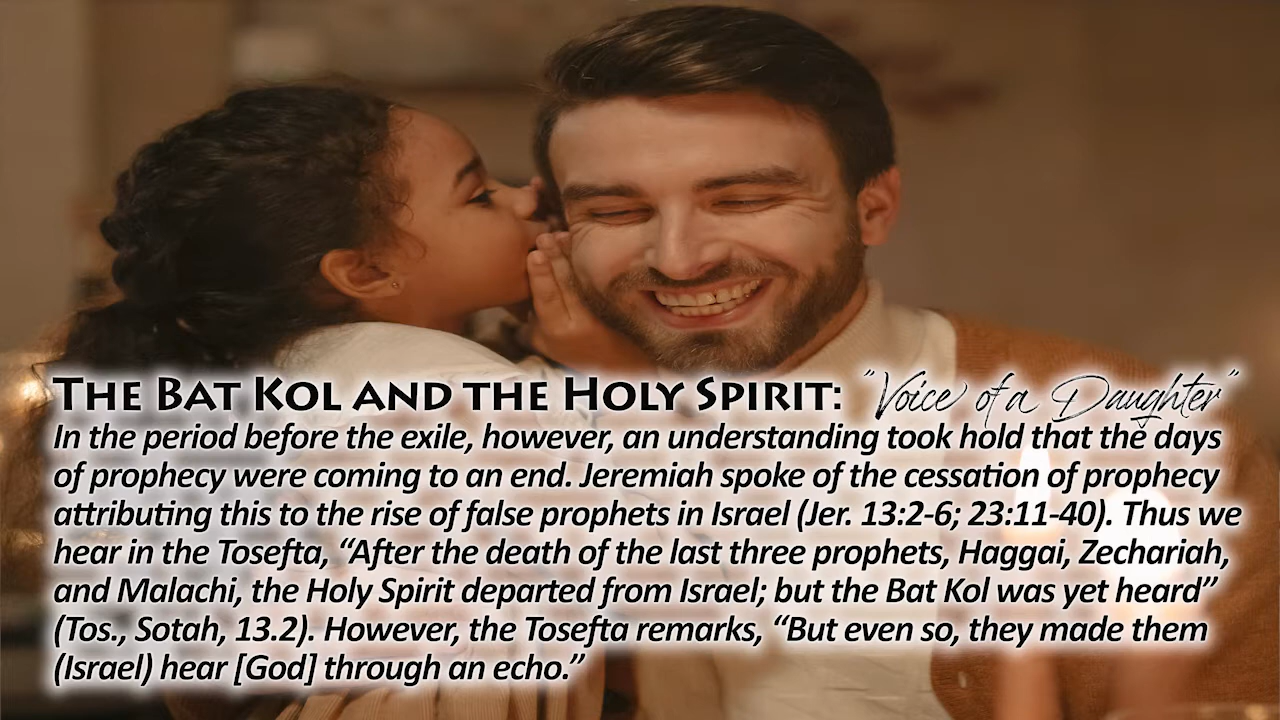 The Bat Kol and the Holy Spirit: "Voice of a Daughter"
In the period before the exile, however, an understanding took hold that the days
of prophecy were coming to an end. Jeremiah spoke of the cessation of prophecy
attributing this to the rise of false prophets in Israel (Jer. 13:2-6; 23:11-40). Thus we
hear in the Tosefta, “After the death of the last three prophets, Haggai, Zechariah,
and Malachi, the Holy Spirit departed from Israel; but the Bat Kol was yet heard”
(Tos., Sotah, 13.2). However, the Tosefta remarks, “But even so, they made them
(Israel) hear [God] through an echo.”